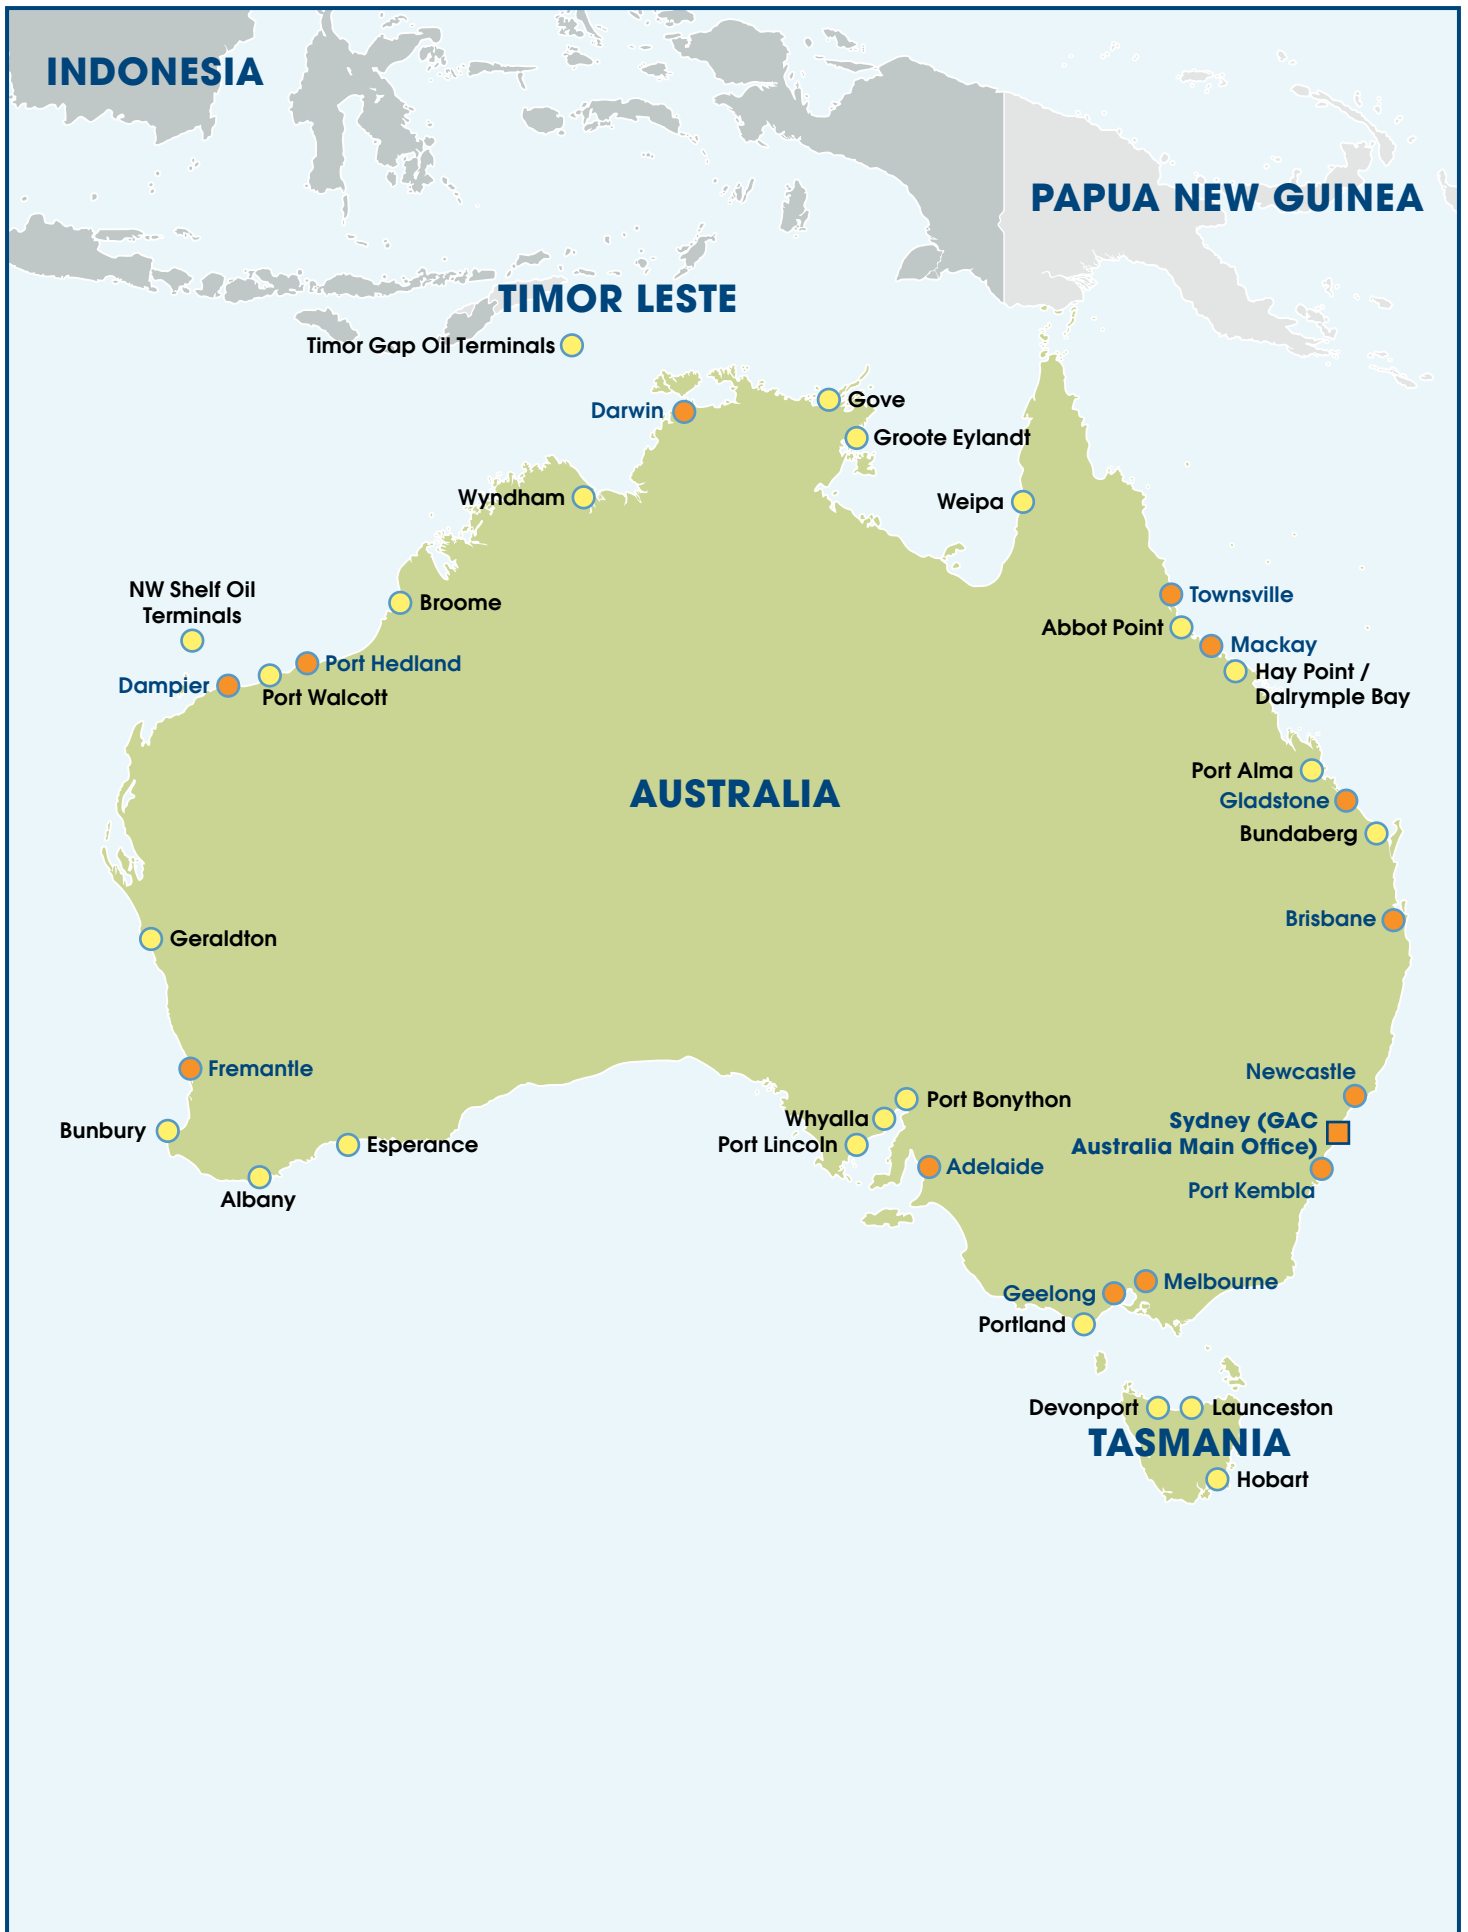 INDONESIA
PAPUA NEW GUINEA
TIMOR LESTE
Timor Gap Oil Terminals
Gove
Darwin
Groote Eylandt
Wyndham
Weipa
NW Shelf Oil
Terminals
Broome
Townsville
Abbot Point
Mackay
Port Hedland
Hay Point /
Dalrymple Bay
Dampier
Port Walcott
Port Alma
AUSTRALIA
Gladstone
Bundaberg
Brisbane
Geraldton
Fremantle
Newcastle
Port Bonython
Whyalla
Sydney (GAC
Australia Main Office)
Bunbury
Esperance
Port Lincoln
Adelaide
Port Kembla
Albany
Melbourne
Geelong
Portland
Devonport
Launceston
TASMANIA
Hobart